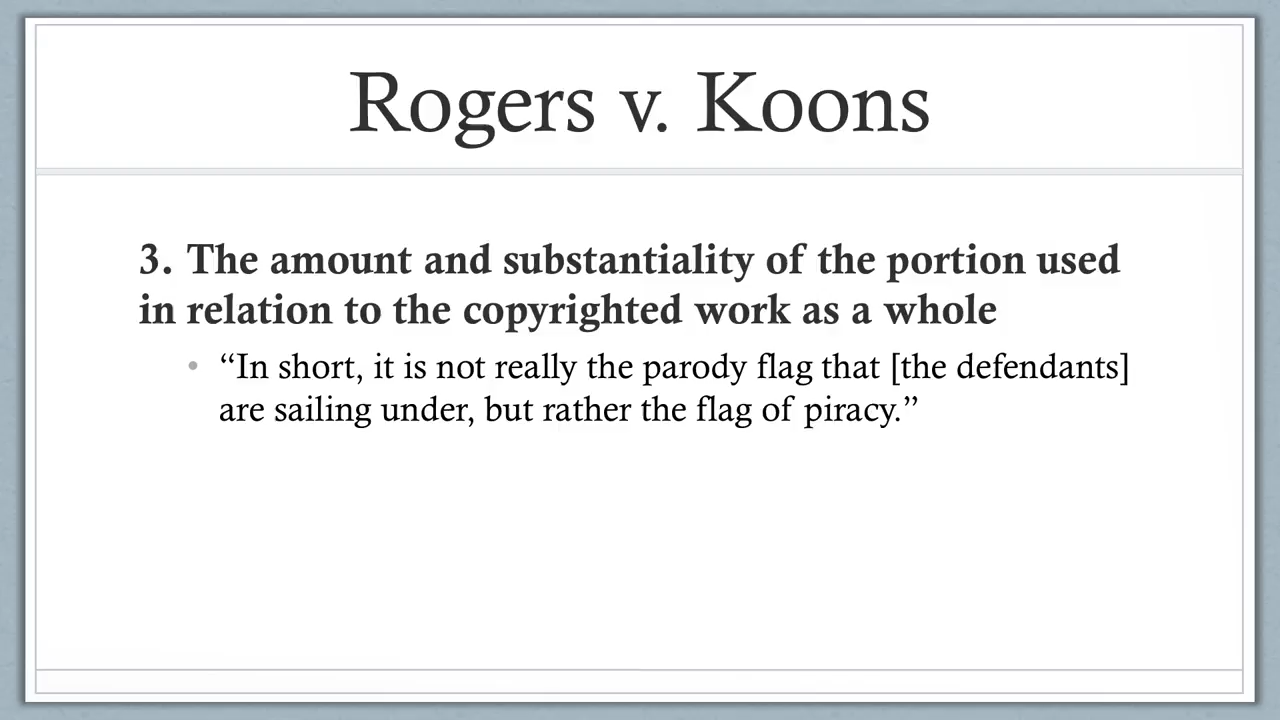 Rogers v. Koons
3. The amount and substantiality of the portion used
in relation to the copyrighted work as a whole
• “In short, it is not really the parody flag that [the defendants]
are sailing under, but rather the flag of piracy.”